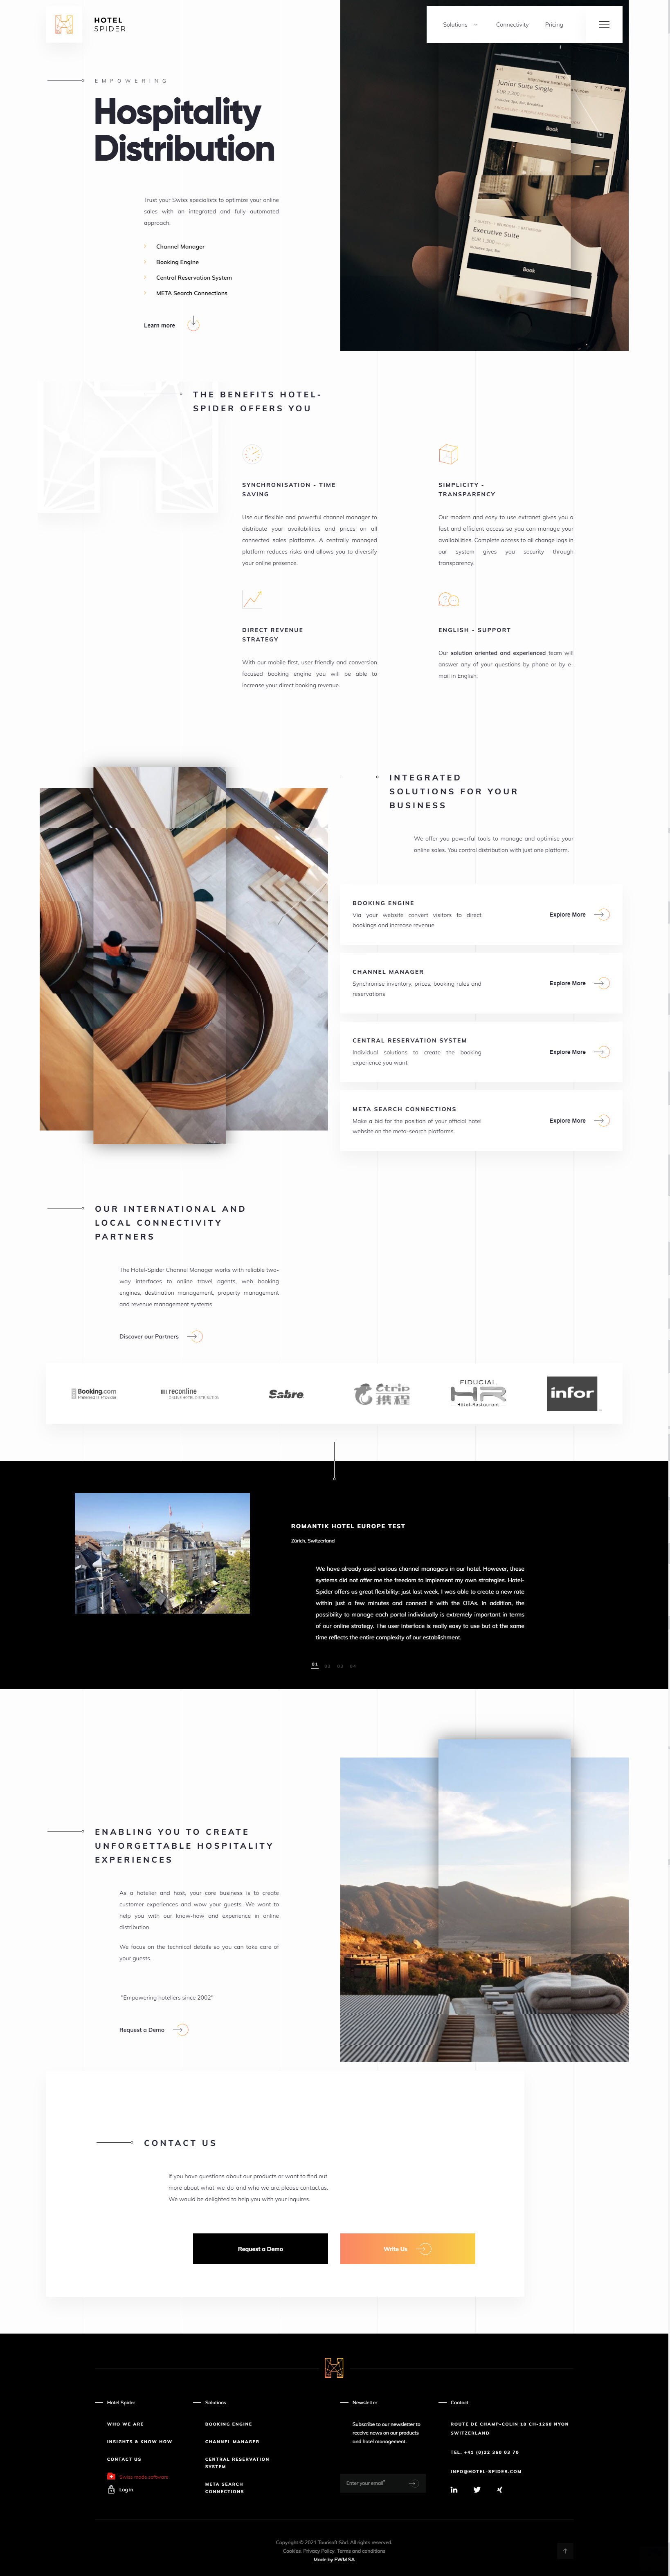 HOTEL
SPIDER
Solutions
Connectivity
Pricing
EMPOWERING
Hospitality
Distribution
Junior Suite Single
Book
Executive Suite
Book
Trust your Swiss specialists to optimize your online
sales with an integrated and fully automated
approach.
Channel Manager
Booking Engine
Central Reservation System
META Search Connections
Learn more
THE BENEFITS HOTEL-
SPIDER OFFERS YOU
SYNCHRONISATION - TIME
SAVING
Use our flexible and powerful channel manager to
distribute your availabilities and prices on all
connected sales platforms. A centrally managed
platform reduces risks and allows you to diversify
your online presence.
SIMPLICITY -
TRANSPARENCY
Our modern and easy to use extranet gives you a
fast and efficient access so you can manage your
availabilities. Complete access to all change logs in
our system gives you security through
transparency.
DIRECT REVENUE
STRATEGY
With our mobile first, user friendly and conversion
focused booking engine you will be able to
increase your direct booking revenue.
ENGLISH - SUPPORT
Our solution oriented and experienced team will
answer any of your questions by phone or by e-
mail in English.
INTEGRATED
SOLUTIONS FOR YOUR
BUSINESS
We offer you powerful tools to manage and optimise your
online sales. You control distribution with just one platform.
BOOKING ENGINE
Via your website convert visitors to direct
bookings and increase revenue
Explore More
CHANNEL MANAGER
Synchronise inventory, prices, booking rules and
reservations
Explore More
CENTRAL RESERVATION SYSTEM
Individual solutions to create the booking
experience you want
Explore More
META SEARCH CONNECTIONS
Make a bid for the position of your official hotel
website on the meta-search platforms.
Explore More
OUR INTERNATIONAL AND
LOCAL CONNECTIVITY
PARTNERS
The Hotel-Spider Channel Manager works with reliable two-
way interfaces to online travel agents, web booking
engines, destination management, property management
and revenue management systems
Discover our Partners
Booking.com
Preferred IT Provider
reconline
ONLINE HOTEL DISTRIBUTION
Sabre
Ctrip
携程
FIDUCIAL
HR
Hôtel-Restaurant
infor
ROMANTIK HOTEL EUROPE TEST
Zürich, Switzerland
We have already used various channel managers in our hotel. However, these
systems did not offer me the freedom to implement my own strategies. Hotel-
Spider offers us great flexibility: just last week, I was able to create a new rate
within just a few minutes and connect it with the OTAs. In addition, the
possibility to manage each portal individually is extremely important in terms
of our online strategy. The user interface is really easy to use but at the same
time reflects the entire complexity of our establishment.
01 02 03 04
ENABLING YOU TO CREATE
UNFORGETTABLE HOSPITALITY
EXPERIENCES
As a hotelier and host, your core business is to create
customer experiences and wow your guests. We want to
help you with our know-how and experience in online
distribution.
We focus on the technical details so you can take care of
your guests.
"Empowering hoteliers since 2002"
Request a Demo
CONTACT US
If you have questions about our products or want to find out
more about what we do and who we are, please contact us.
We would be delighted to help you with your inquires.
Request a Demo
Write Us
Hotel Spider
WHO WE ARE
INSIGHTS & KNOW HOW
CONTACT US
Swiss made software
Log in
Solutions
BOOKING ENGINE
CHANNEL MANAGER
CENTRAL RESERVATION
SYSTEM
META SEARCH
CONNECTIONS
Newsletter
Subscribe to our newsletter to
receive news on our products
and hotel management.
Enter your email*
Contact
ROUTE DE CHAMP-COLIN 18 CH-1260 NYON
SWITZERLAND
TEL. +41 (0)22 360 03 70
INFO@HOTEL-SPIDER.COM
Copyright © 2021 Tourisoft Sàrl. All rights reserved.
Cookies. Privacy Policy. Terms and conditions
Made by EWM SA